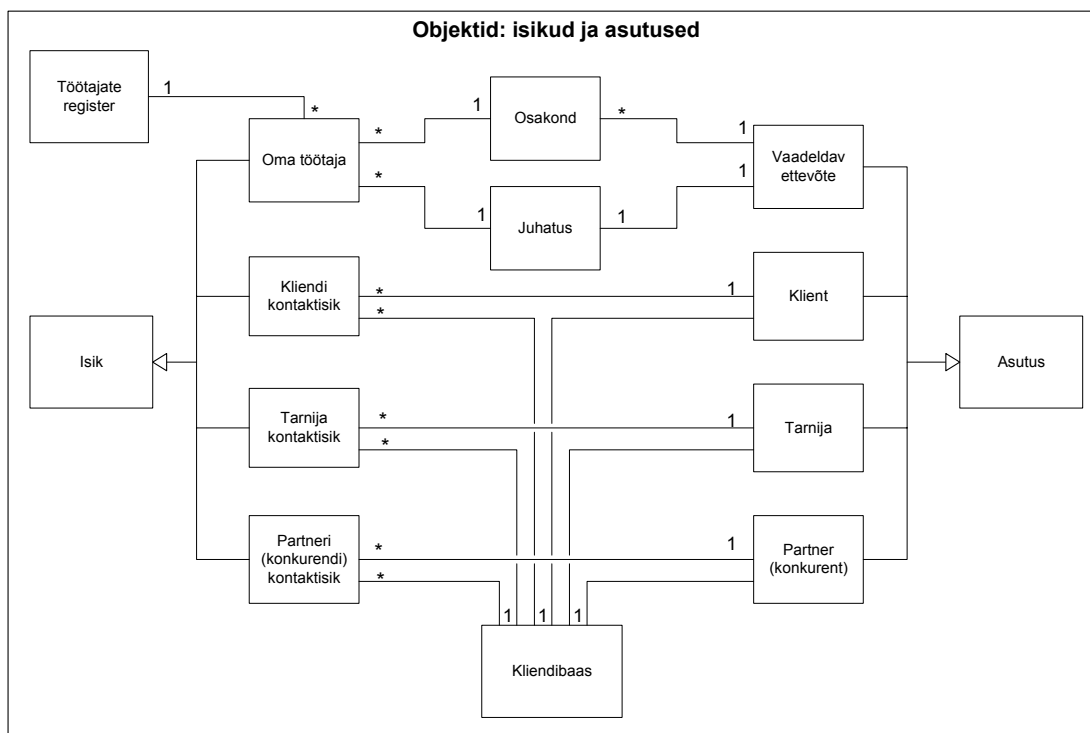 Objektid: isikud ja asutused
Töötajate
register
1
*
Oma töötaja
*
*
1
Osakond
*
1
Juhatus
1
1
1
Vaadeldav
ettevõte
Kliendi
kontaktisik
*
*
1
Klient
Isik
Asutus
Tarnija
kontaktisik
*
*
1
Tarnija
Partneri
(konkurendi)
kontaktisik
*
*
1
Partner
(konkurent)
1
1
1
1
Kliendibaas